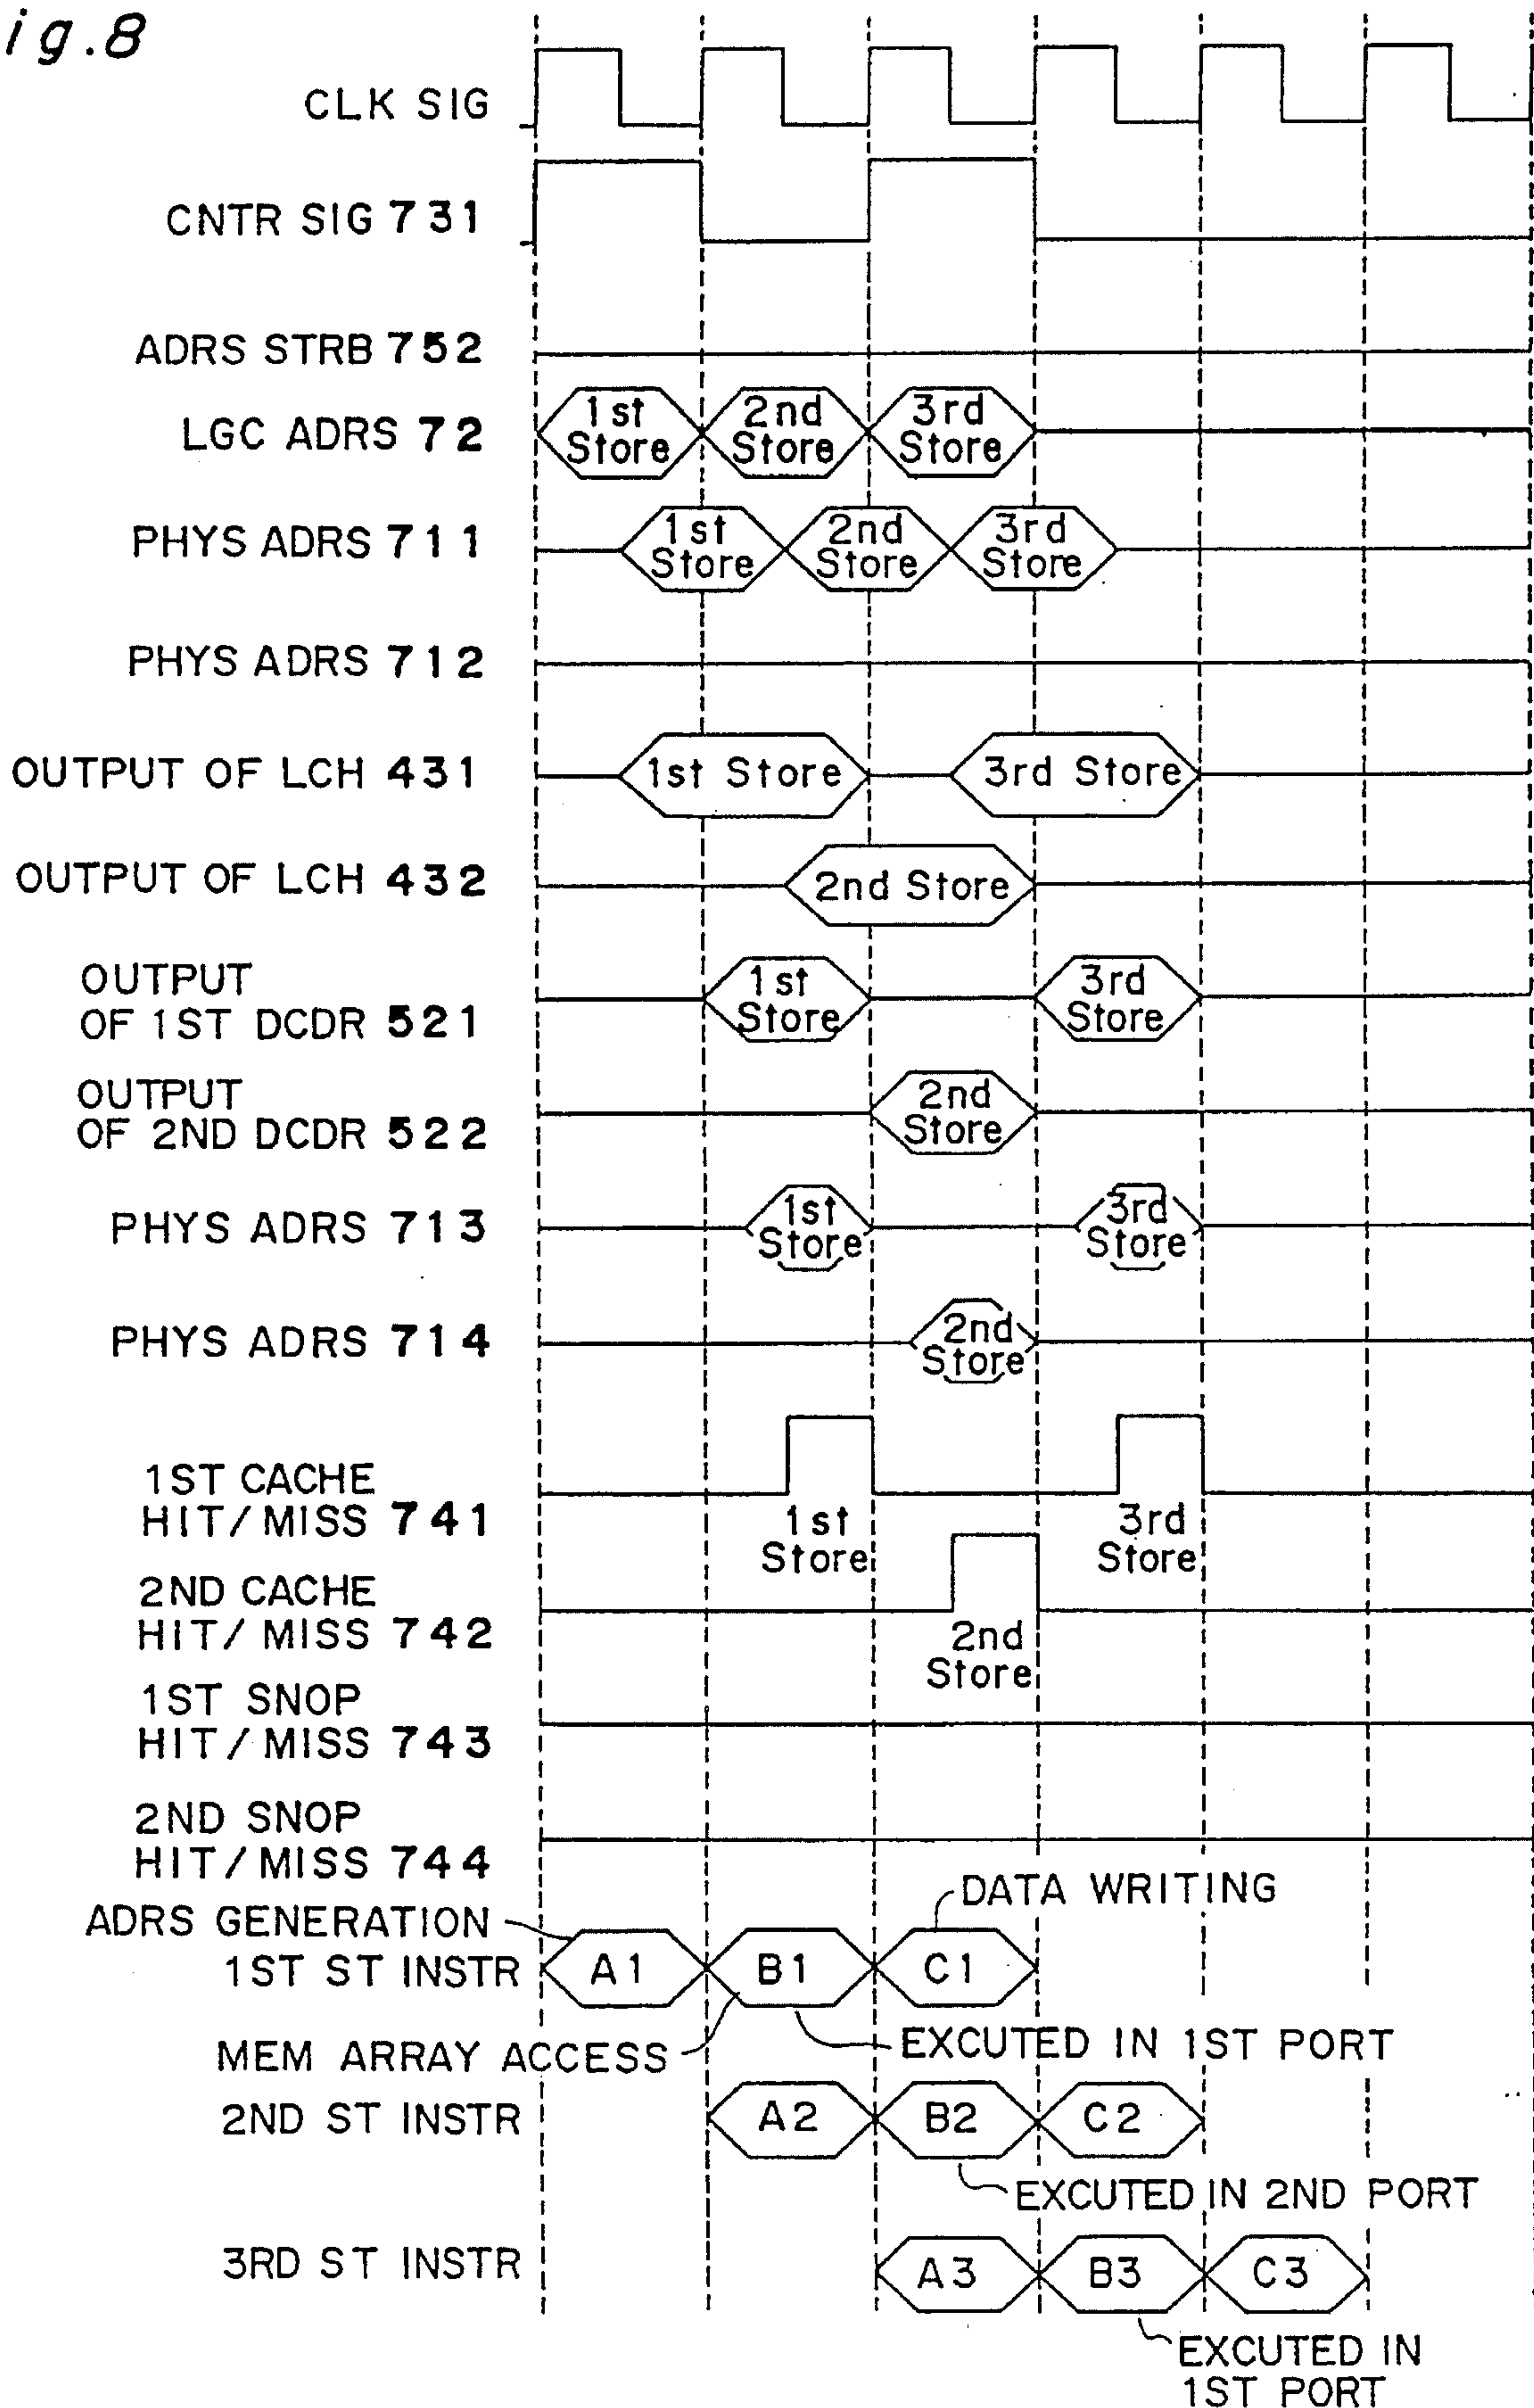 ig.8
CLK SIG
CNTR SIG 731
ADRS STRB 752
LGC ADRS 72
1st Store
2nd Store
3rd Store
PHYS ADRS 711
1st Store
2nd Store
3rd Store
PHYS ADRS 712
OUTPUT OF LCH 431
1st Store
3rd Store
OUTPUT OF LCH 432
2nd Store
OUTPUT
OF 1ST DCDR 521
1st Store
3rd Store
OUTPUT
OF 2ND DCDR 522
2nd Store
PHYS ADRS 713
1st Store
3rd Store
PHYS ADRS 714
2nd Store
1ST CACHE
HIT/MISS 741
1st Store
3rd Store
2ND CACHE
HIT/MISS 742
2nd Store
1ST SNOP
HIT/MISS 743
2ND SNOP
HIT/MISS 744
DATA WRITING
ADRS GENERATION
1ST ST INSTR
A1
B1
C1
MEM ARRAY ACCESS
EXCUTED IN 1ST PORT
2ND ST INSTR
A2
B2
C2
EXCUTED IN 2ND PORT
3RD ST INSTR
A3
B3
C3
EXCUTED IN
1ST PORT